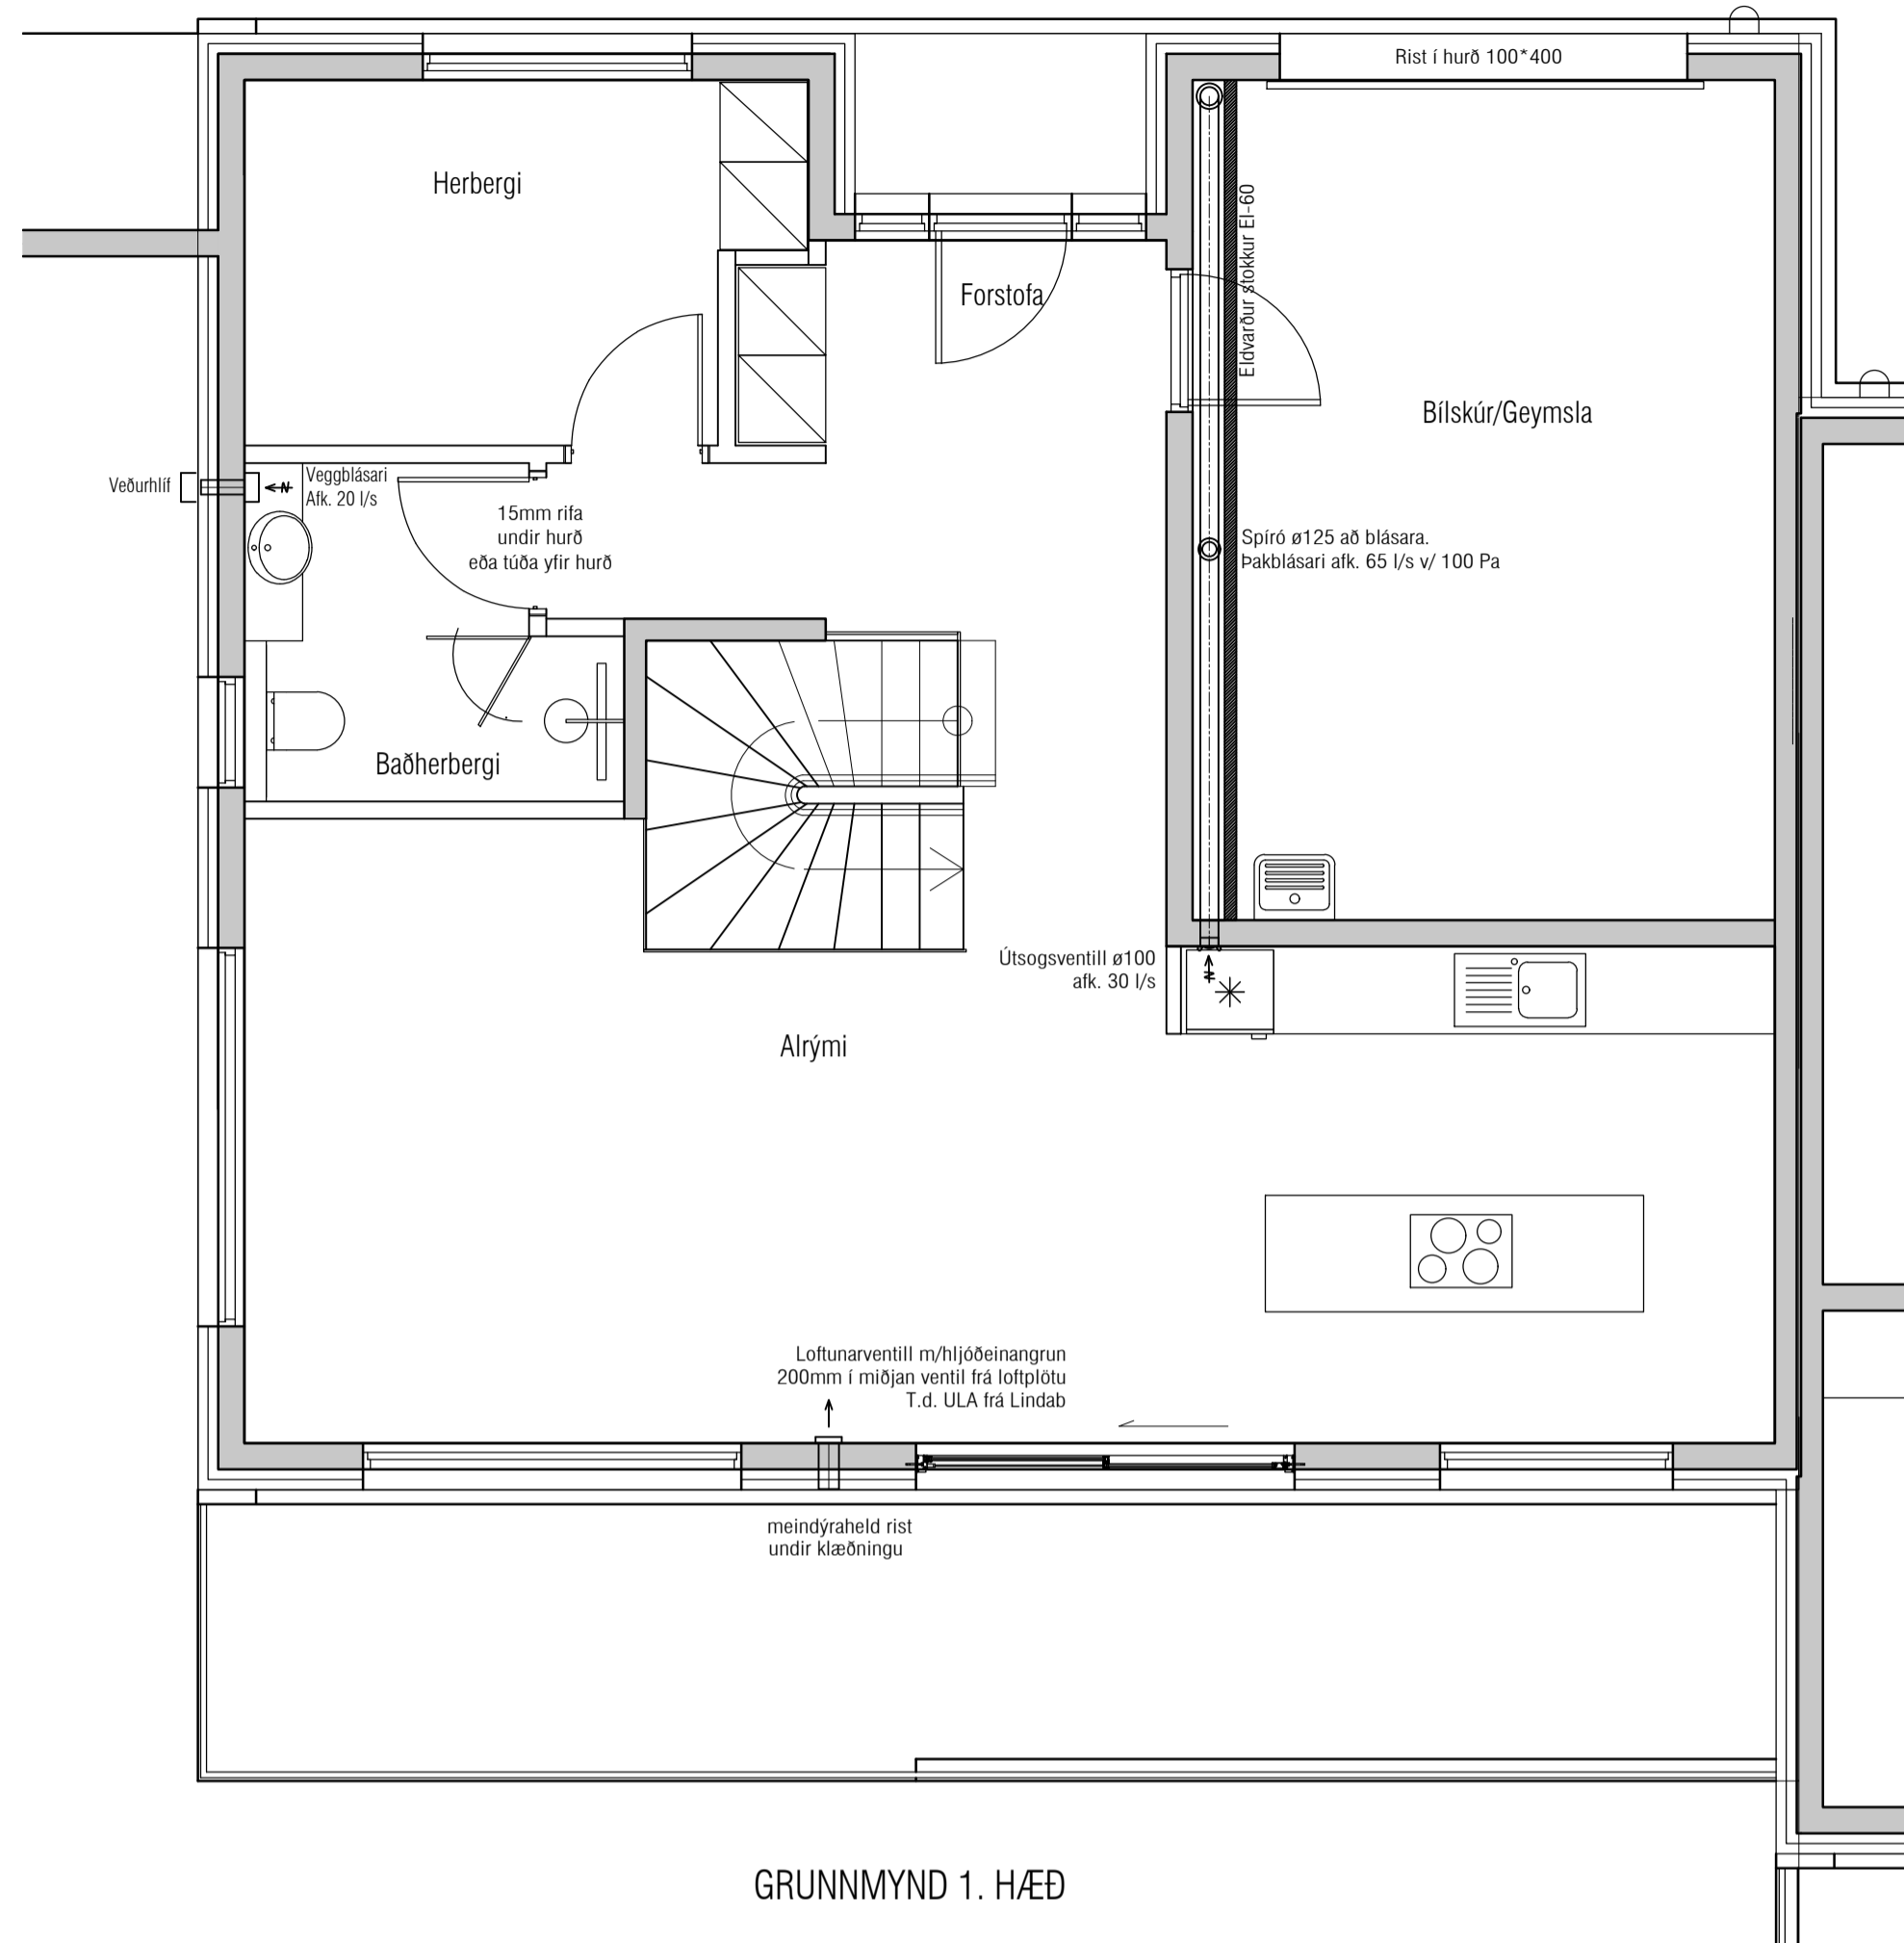 Rist í hurð 100*400
Herbergi
Eldvarður stokkur EI-60
Forstofa
Bílskúr/Geymsla
Veðurhlíf
Veggblásari
Afk. 20 l/s
15mm rifa
undir hurð
eða túða yfir hurð
Spíró ø125 að blásara.
Þakblásari afk. 65 l/s v/ 100 Pa
Baðherbergi
Útsogsventill ø100
afk. 30 l/s
Alrými
Loftunarventill m/hljóðeinangrun
200mm í miðjan ventil frá loftplötu
T.d. ULA frá Lindab
meindýraheld rist
undir klæðningu
GRUNNMYND 1. HÆÐ